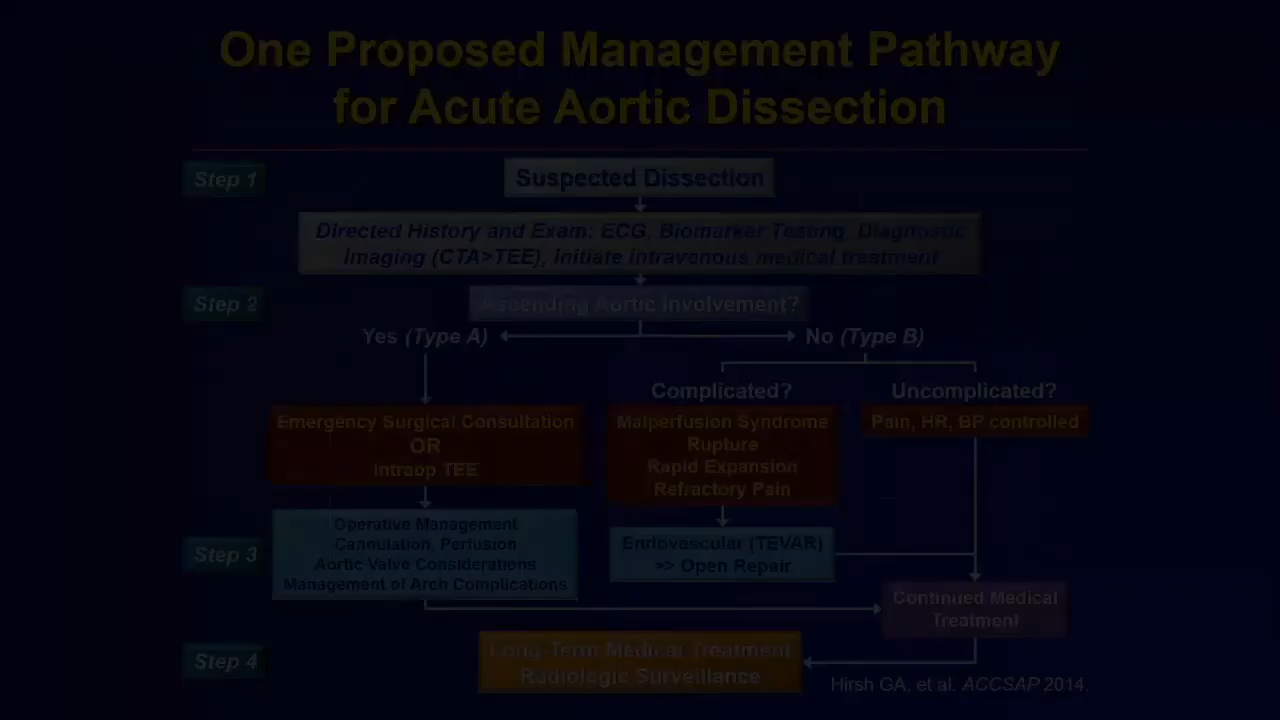 One Proposed Management Pathway
for Acute Aortic Dissection
Step 1
Suspected Dissection
Directed History and Exam: ECG, Biomarker Testing, Diagnostic
Imaging (CTA>TEE), initiate intravenous medical treatment
Step 2
Ascending Aortic Involvement?
Yes (Type A)
No (Type B)
Complicated?
Uncomplicated?
Emergency Surgical Consultation
OR
Intraop TEE
Malperfusion Syndrome
Rupture
Rapid Expansion
Refractory Pain
Pain, HR, BP controlled
Step 3
Operative Management
Cannulation, Perfusion
Aortic Valve Considerations
Management of Arch Complications
Endovascular (TEVAR)
>> Open Repair
Continued Medical
Treatment
Step 4
Long-Term Medical Treatment
Radiologic Surveillance
Hirsh GA, et al. ACCSAP 2014.